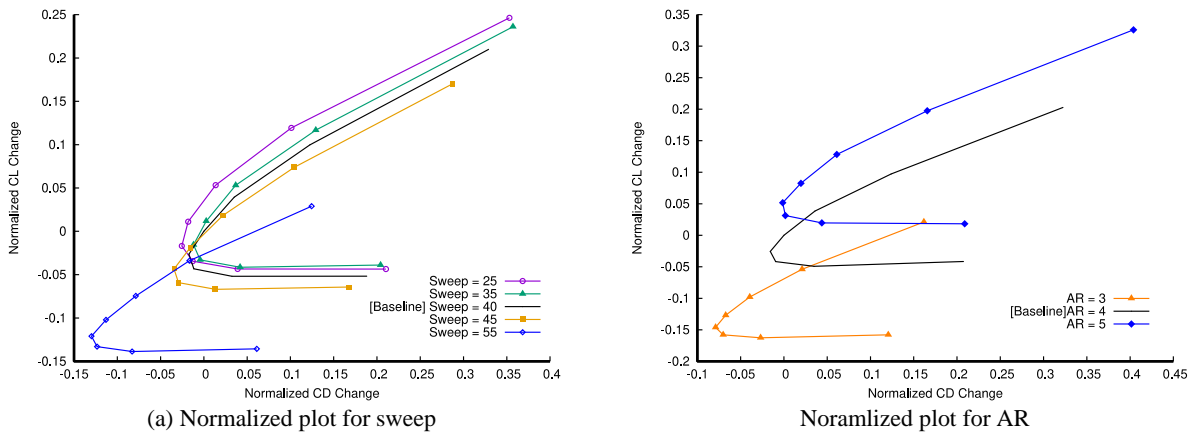 0.25
0.2
0.15
0.1
0.05
0
-0.05
-0.1
-0.15
Normalized CL Change
-0.15 -0.1 -0.05 0 0.05 0.1 0.15 0.2 0.25 0.3 0.35 0.4
Normalized CD Change
Sweep = 25
Sweep = 35
[Baseline] Sweep = 40
Sweep = 45
Sweep = 55
(a) Normalized plot for sweep
0.35
0.3
0.25
0.2
0.15
0.1
0.05
0
-0.05
-0.1
-0.15
-0.2
Normalized CL Change
-0.1 -0.05 0 0.05 0.1 0.15 0.2 0.25 0.3 0.35 0.4 0.45
Normalized CD Change
AR = 3
[Baseline]AR = 4
AR = 5
Noramlized plot for AR